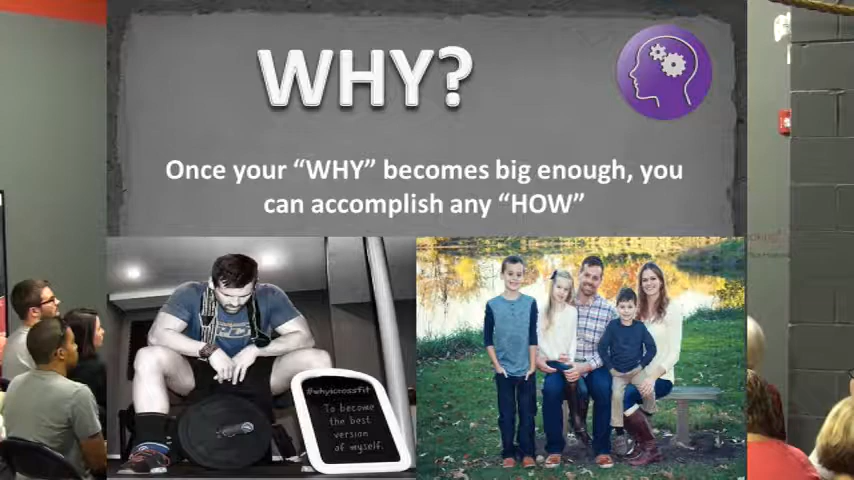 WHY?
Once your “WHY” becomes big enough, you
can accomplish any “HOW”
#whyicrossfit
To become
the best
version
of myself.